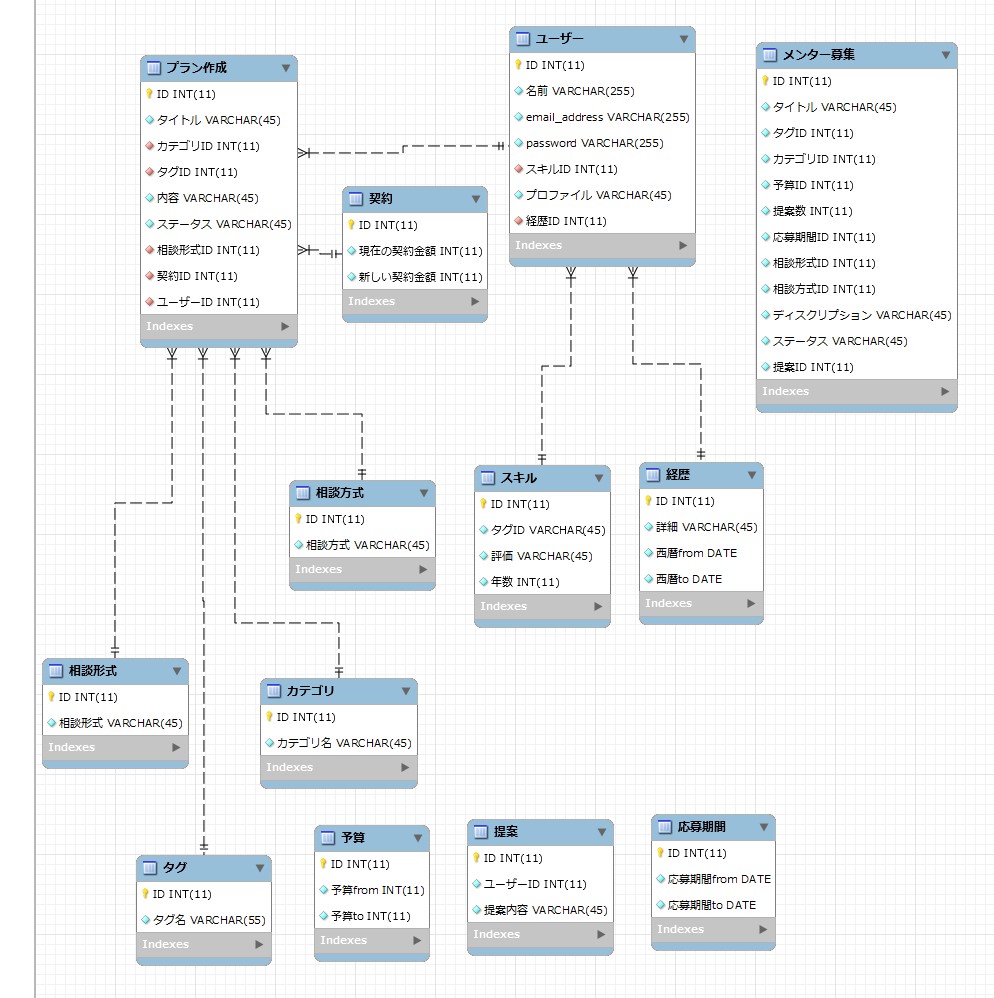 プラン作成
ID INT(11)
タイトル VARCHAR(45)
カテゴリID INT(11)
タグID INT(11)
内容 VARCHAR(45)
ステータス VARCHAR(45)
相談形式ID INT(11)
契約ID INT(11)
ユーザーID INT(11)
Indexes
契約
ID INT(11)
現在の契約金額 INT(11)
新しい契約金額 INT(11)
Indexes
ユーザー
ID INT(11)
名前 VARCHAR(255)
email_address VARCHAR(255)
password VARCHAR(255)
スキルID INT(11)
プロファイル VARCHAR(45)
経歴ID INT(11)
Indexes
メンター募集
ID INT(11)
タイトル VARCHAR(45)
タグID INT(11)
カテゴリID INT(11)
予算ID INT(11)
提案数 INT(11)
応募期間ID INT(11)
相談形式ID INT(11)
相談方式ID INT(11)
ディスクリプション VARCHAR(45)
ステータス VARCHAR(45)
提案ID INT(11)
Indexes
相談方式
ID INT(11)
相談方式 VARCHAR(45)
Indexes
スキル
ID INT(11)
タグID VARCHAR(45)
評価 VARCHAR(45)
年数 INT(11)
Indexes
経歴
ID INT(11)
詳細 VARCHAR(45)
西暦from DATE
西暦to DATE
Indexes
相談形式
ID INT(11)
相談形式 VARCHAR(45)
Indexes
カテゴリ
ID INT(11)
カテゴリ名 VARCHAR(45)
Indexes
タグ
ID INT(11)
タグ名 VARCHAR(55)
Indexes
予算
ID INT(11)
予算from INT(11)
予算to INT(11)
Indexes
提案
ID INT(11)
ユーザーID INT(11)
提案内容 VARCHAR(45)
Indexes
応募期間
ID INT(11)
応募期間from DATE
応募期間to DATE
Indexes